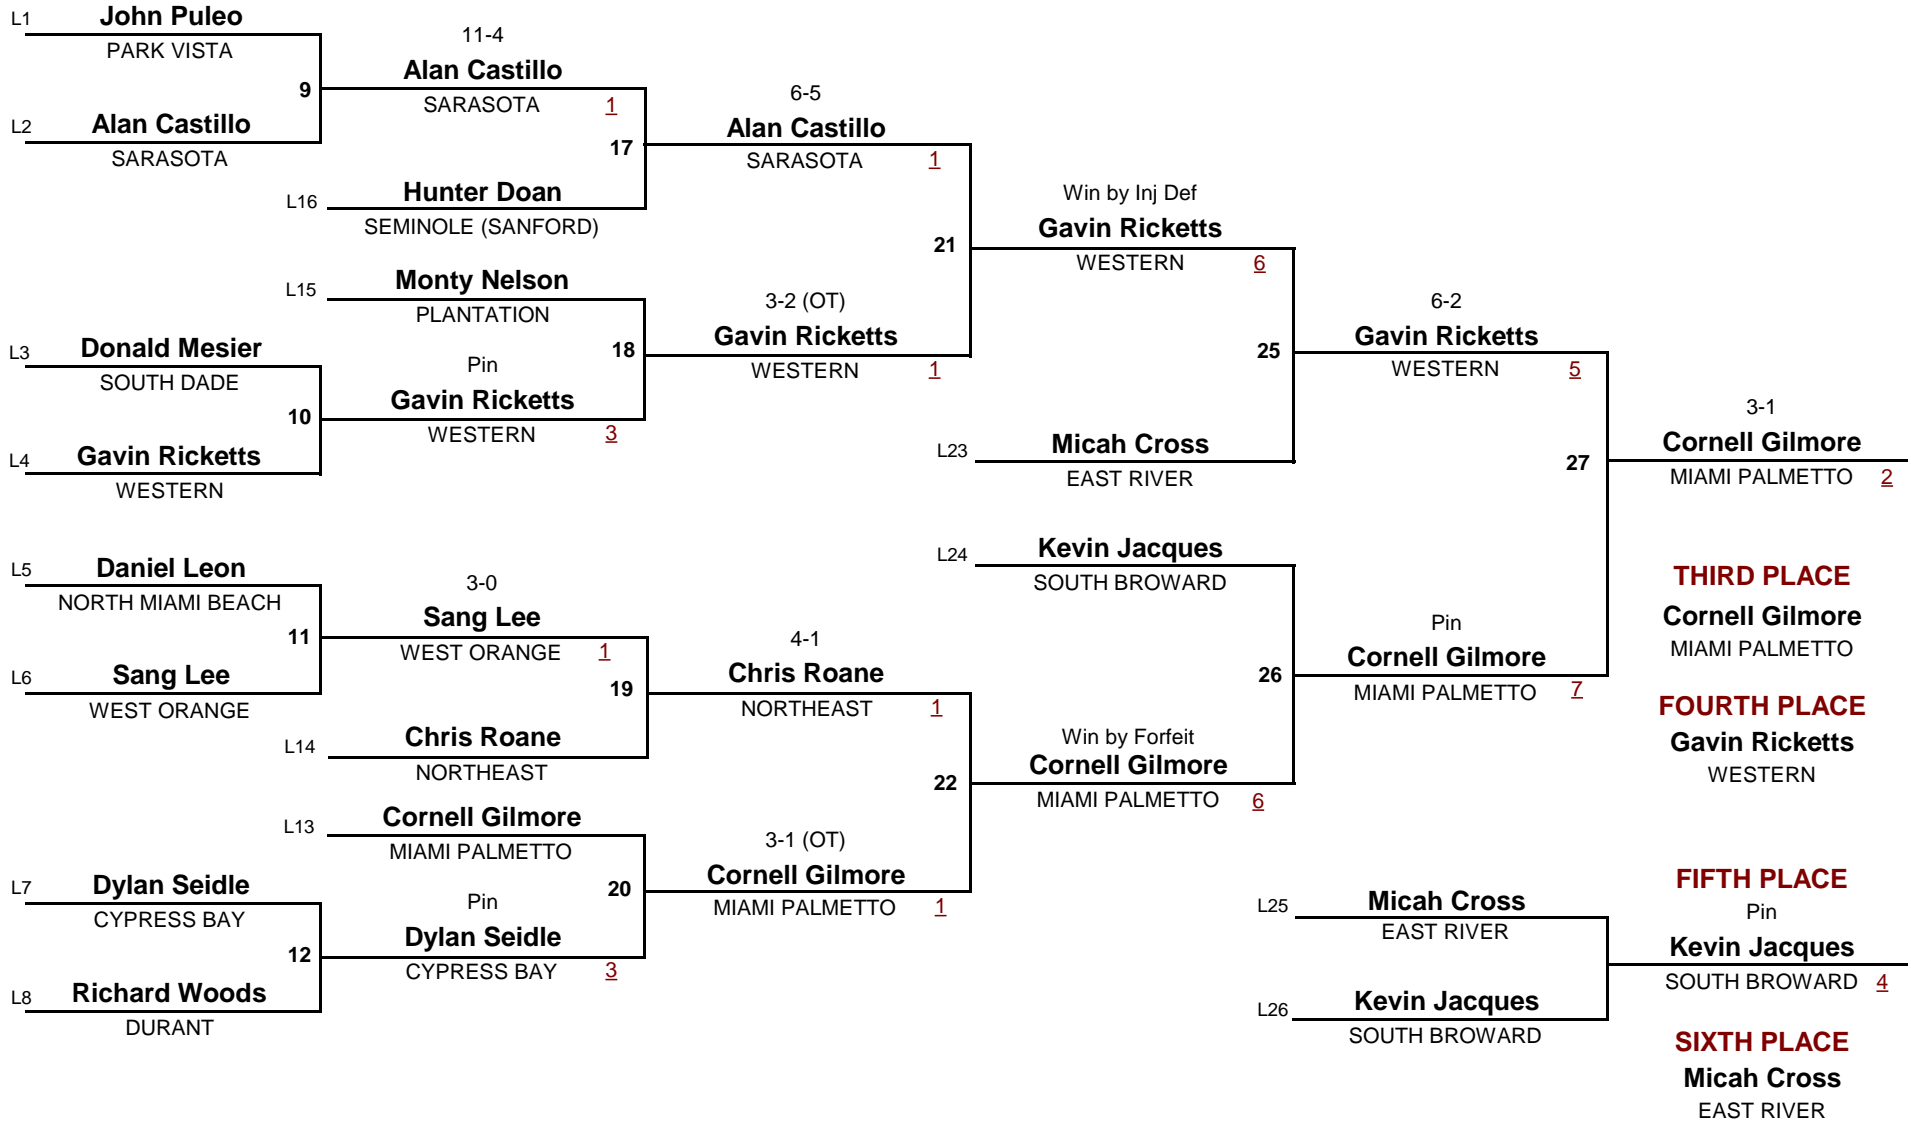 L1 John Puleo
PARK VISTA
9
L2 Alan Castillo
SARASOTA
11-4
Alan Castillo
SARASOTA 1
17
L16 Hunter Doan
SEMINOLE (SANFORD)
6-5
Alan Castillo
SARASOTA 1
21
L15 Monty Nelson
PLANTATION
18
L3 Donald Mesier
SOUTH DADE
10
L4 Gavin Ricketts
WESTERN
Pin
Gavin Ricketts
WESTERN 3
3-2 (OT)
Gavin Ricketts
WESTERN 1
Win by Inj Def
Gavin Ricketts
WESTERN 6
25
L23 Micah Cross
EAST RIVER
6-2
Gavin Ricketts
WESTERN 5
27
L5 Daniel Leon
NORTH MIAMI BEACH
11
L6 Sang Lee
WEST ORANGE
3-0
Sang Lee
WEST ORANGE 1
19
L14 Chris Roane
NORTHEAST
4-1
Chris Roane
NORTHEAST 1
22
L13 Cornell Gilmore
MIAMI PALMETTO
20
L7 Dylan Seidle
CYPRESS BAY
12
L8 Richard Woods
DURANT
Pin
Dylan Seidle
CYPRESS BAY 3
3-1 (OT)
Cornell Gilmore
MIAMI PALMETTO 1
L24 Kevin Jacques
SOUTH BROWARD
26
Win by Forfeit
Cornell Gilmore
MIAMI PALMETTO 6
Pin
Cornell Gilmore
MIAMI PALMETTO 7
3-1
Cornell Gilmore
MIAMI PALMETTO 2
THIRD PLACE
Cornell Gilmore
MIAMI PALMETTO
FOURTH PLACE
Gavin Ricketts
WESTERN
L25 Micah Cross
EAST RIVER
L26 Kevin Jacques
SOUTH BROWARD
FIFTH PLACE
Pin
Kevin Jacques
SOUTH BROWARD 4
SIXTH PLACE
Micah Cross
EAST RIVER